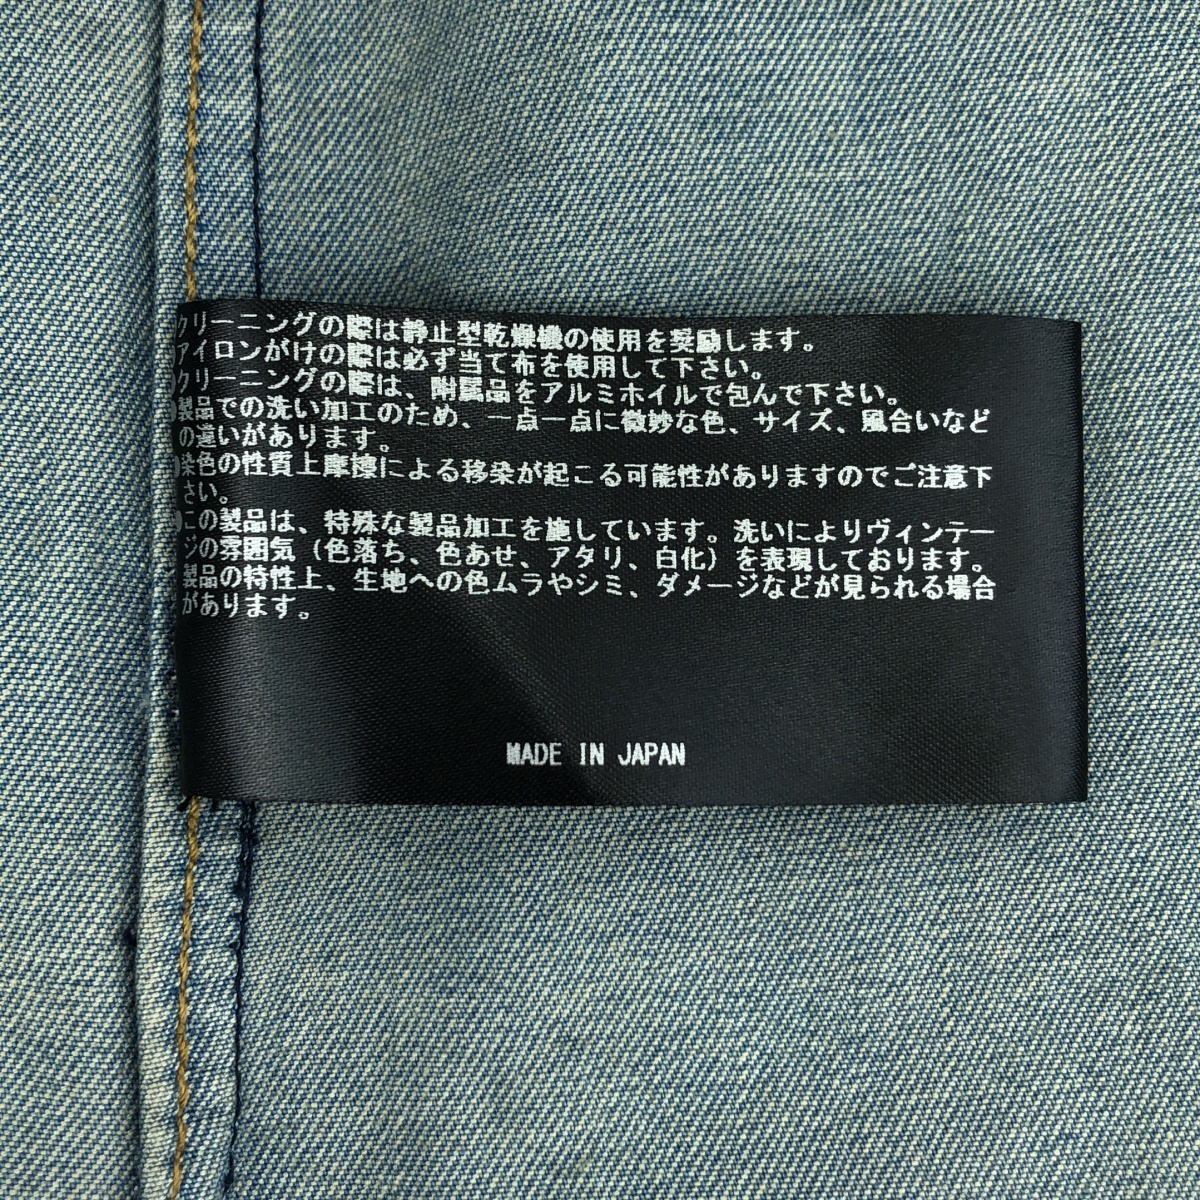 クリーニングの際は静止型乾燥機の使用を奨励します。
アイロンがけの際は必ず当て布を使用して下さい。
クリーニングの際は、附属品をアルミホイルで包んで下さい。
●製品での洗い加工のため、一点一点に微妙な色、サイズ、風合いなど
の違いがあります。
●染色の性質上摩擦による移染が起こる可能性がありますのでご注意下
さい。
●この製品は、特殊な製品加工を施しています。洗いによりヴィンテー
ジの雰囲気（色落ち、色あせ、アタリ、白化）を表現しております。
製品の特性上、生地への色ムラやシミ、ダメージなどが見られる場合
があります。
MADE IN JAPAN